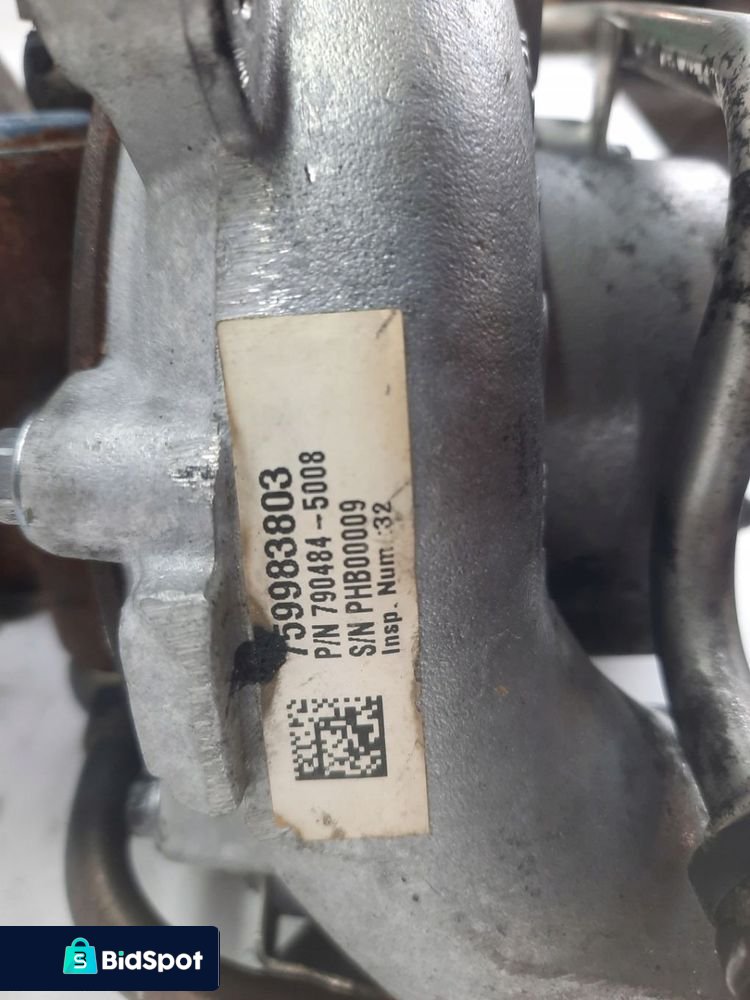 759983803
P/N 790484-5008
S/N PHB00009
Insp. Num :32
BidSpot